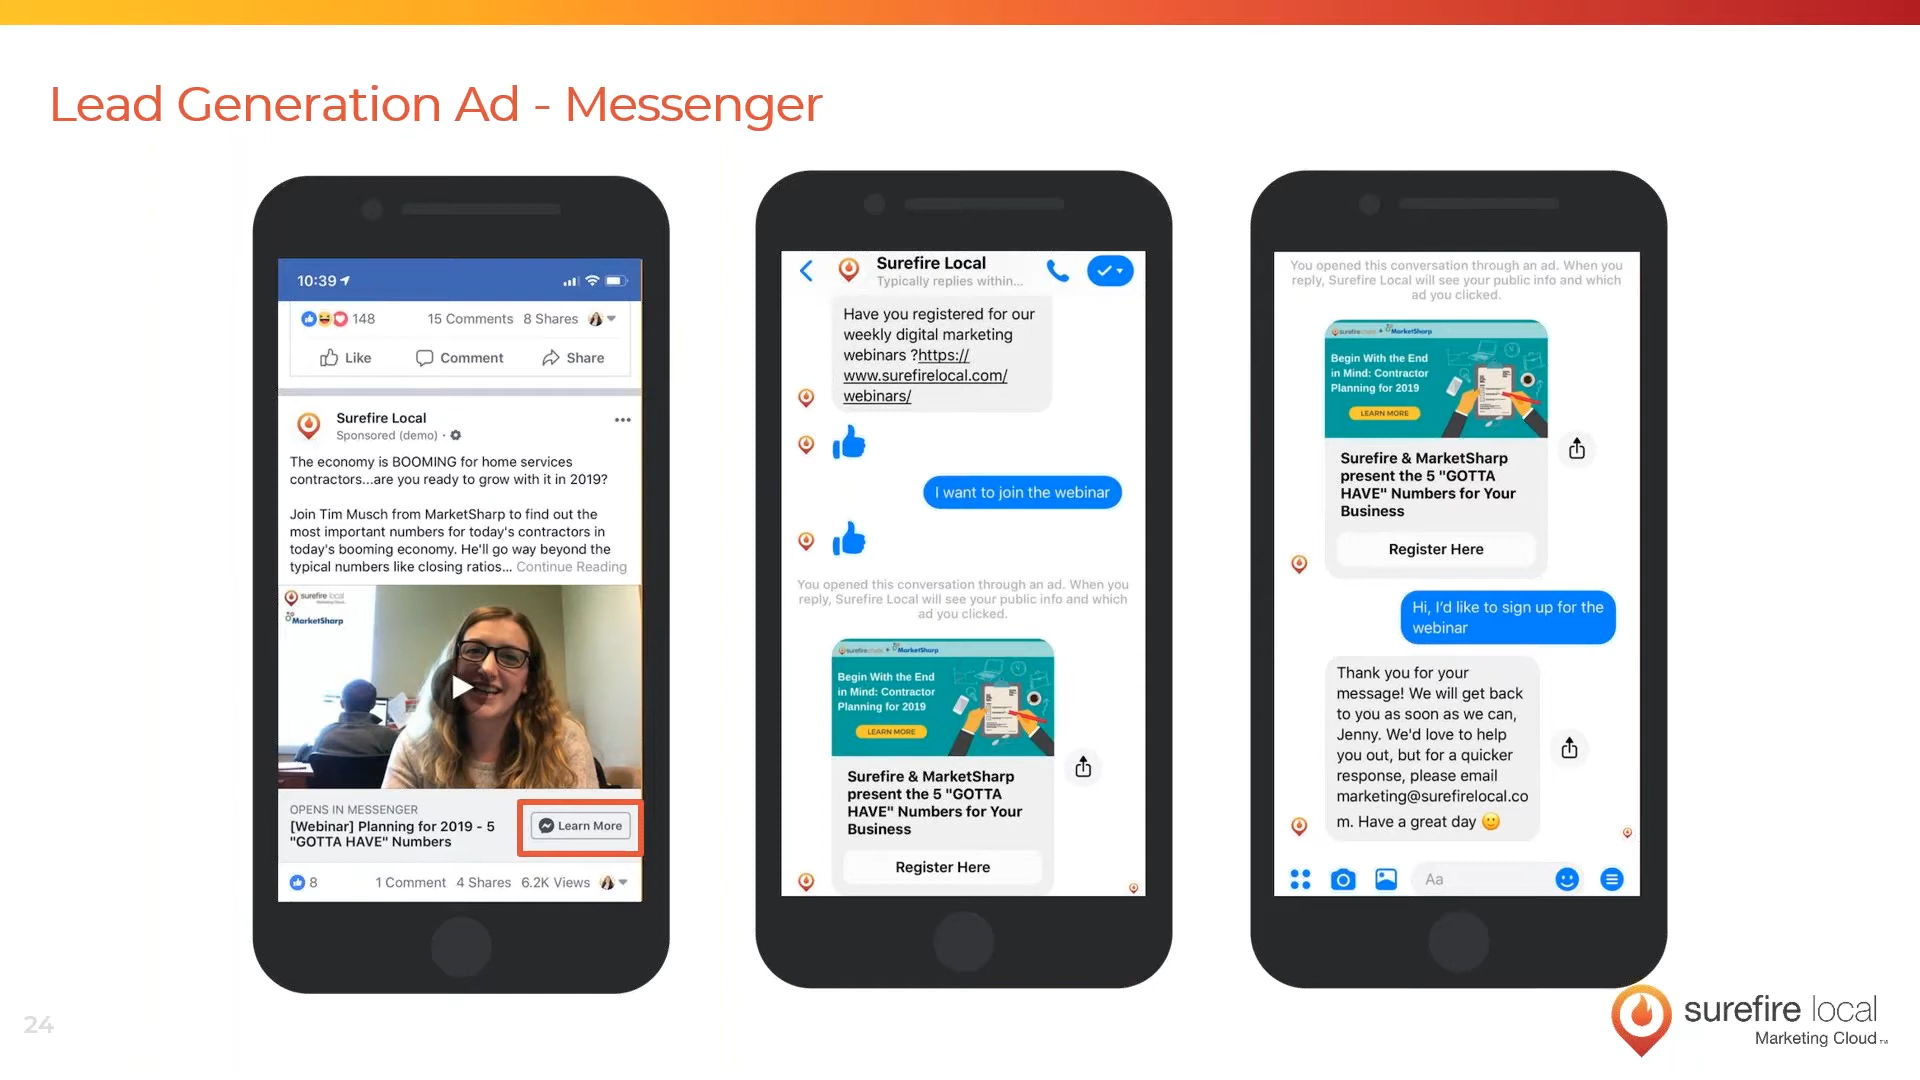 Lead Generation Ad - Messenger
10:39
148
15 Comments 8 Shares
Like Comment Share
Surefire Local
Sponsored (demo) ·
The economy is BOOMING for home services
contractors...are you ready to grow with it in 2019?
Join Tim Musch from MarketSharp to find out the
most important numbers for today's contractors in
today's booming economy. He'll go way beyond the
typical numbers like closing ratios... Continue Reading
surefire local
MarketSharp
OPENS IN MESSENGER
[Webinar] Planning for 2019 - 5
"GOTTA HAVE" Numbers
Learn More
8
1 Comment 4 Shares 6.2K Views
Surefire Local
Typically replies within...
Have you registered for our
weekly digital marketing
webinars ?https://
www.surefirelocal.com/
webinars/
I want to join the webinar
You opened this conversation through an ad. When you
reply, Surefire Local will see your public info and which
ad you clicked.
MarketSharp
Begin With the End
in Mind: Contractor
Planning for 2019
LEARN MORE
Surefire & MarketSharp
present the 5 "GOTTA
HAVE" Numbers for Your
Business
Register Here
You opened this conversation through an ad. When you
reply, Surefire Local will see your public info and which
ad you clicked.
MarketSharp
Begin With the End
in Mind: Contractor
Planning for 2019
LEARN MORE
Surefire & MarketSharp
present the 5 "GOTTA
HAVE" Numbers for Your
Business
Register Here
Hi, I'd like to sign up for the
webinar
Thank you for your
message! We will get back
to you as soon as we can,
Jenny. We'd love to help
you out, but for a quicker
response, please email
marketing@surefirelocal.co
m. Have a great day
Aa
24
surefire local
Marketing Cloud™